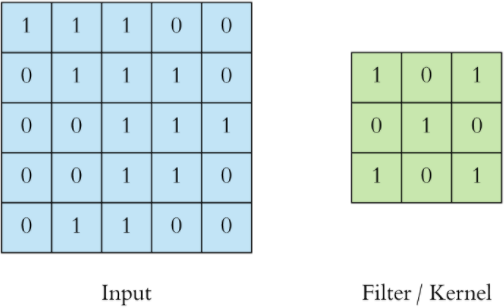 1 1 1 0 0
0 1 1 1 0
1 0 1
0 0 1 1 1
0 1 0
0 0 1 1 0
1 0 1
0 1 1 0 0
Input
Filter / Kernel